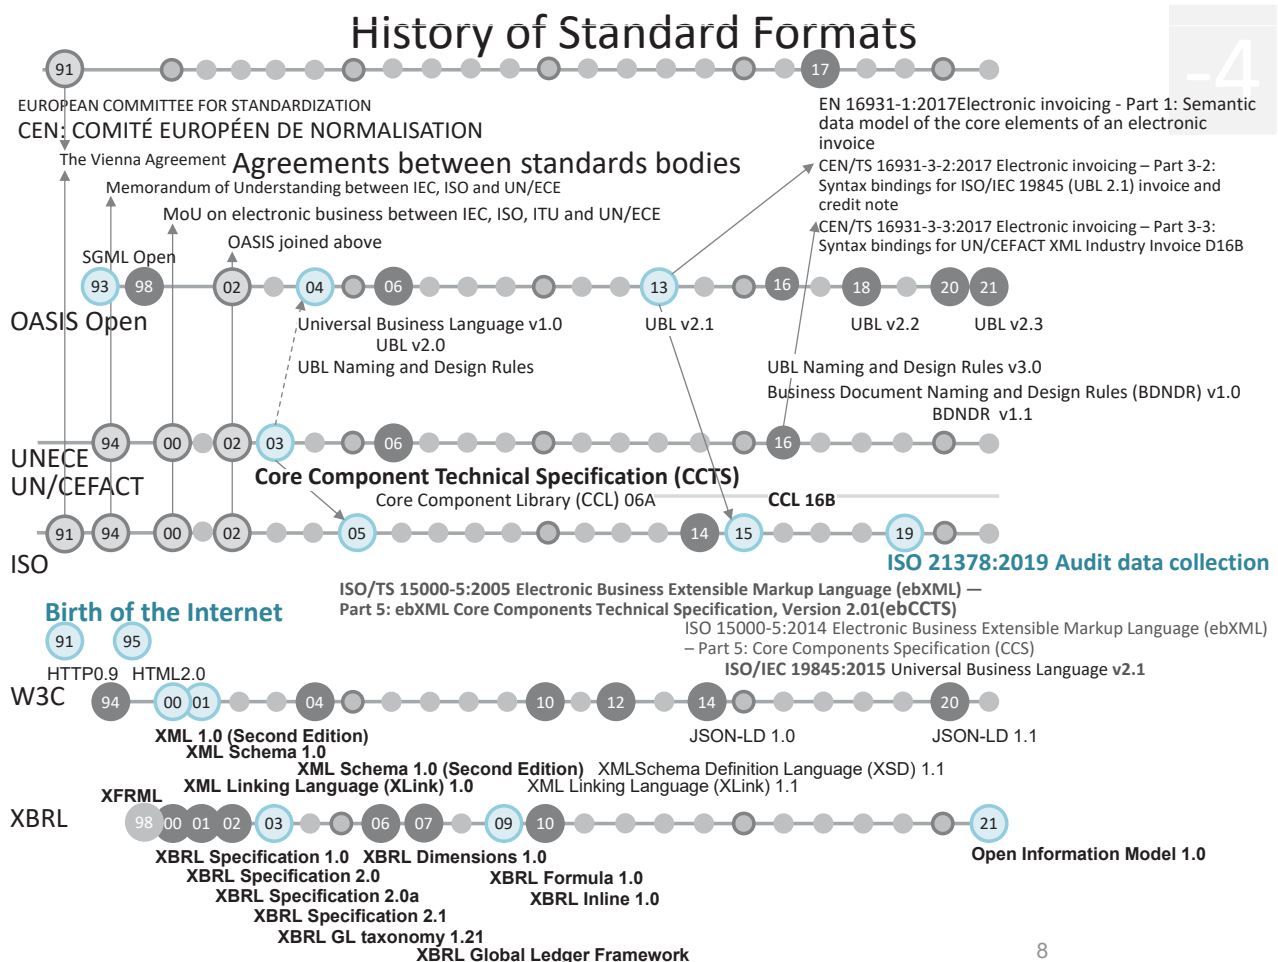 History of Standard Formats
-4
91
17
EUROPEAN COMMITTEE FOR STANDARDIZATION
CEN: COMITÉ EUROPÉEN DE NORMALISATION
EN 16931-1:2017Electronic invoicing - Part 1: Semantic
data model of the core elements of an electronic
invoice
CEN/TS 16931-3-2:2017 Electronic invoicing – Part 3-2:
Syntax bindings for ISO/IEC 19845 (UBL 2.1) invoice and
credit note
CEN/TS 16931-3-3:2017 Electronic invoicing – Part 3-3:
Syntax bindings for UN/CEFACT XML Industry Invoice D16B
The Vienna Agreement
Agreements between standards bodies
Memorandum of Understanding between IEC, ISO and UN/ECE
MoU on electronic business between IEC, ISO, ITU and UN/ECE
OASIS joined above
SGML Open
93 98 02 04 06 13 16 18 20 21
OASIS Open
Universal Business Language v1.0
UBL v2.1
UBL v2.2
UBL v2.3
UBL v2.0
UBL Naming and Design Rules
UBL Naming and Design Rules v3.0
Business Document Naming and Design Rules (BDNDR) v1.0
BDNDR v1.1
94 00 02 03 06 16
UNECE
UN/CEFACT
Core Component Technical Specification (CCTS)
Core Component Library (CCL) 06A
CCL 16B
91 94 00 02 05 14 15 19
ISO
ISO 21378:2019 Audit data collection
ISO/TS 15000-5:2005 Electronic Business Extensible Markup Language (ebXML) —
Part 5: ebXML Core Components Technical Specification, Version 2.01(ebCCTS)
ISO 15000-5:2014 Electronic Business Extensible Markup Language (ebXML)
– Part 5: Core Components Specification (CCS)
ISO/IEC 19845:2015 Universal Business Language v2.1
Birth of the Internet
91 95
HTTP0.9 HTML2.0
W3C
94 00 01 04 10 12 14 20
XML 1.0 (Second Edition)
JSON-LD 1.0
JSON-LD 1.1
XML Schema 1.0
XML Schema 1.0 (Second Edition)
XMLSchema Definition Language (XSD) 1.1
XML Linking Language (XLink) 1.0
XML Linking Language (XLink) 1.1
XFRML
XBRL
98 00 01 02 03 06 07 09 10 21
XBRL Specification 1.0
XBRL Dimensions 1.0
Open Information Model 1.0
XBRL Specification 2.0
XBRL Formula 1.0
XBRL Specification 2.0a
XBRL Inline 1.0
XBRL Specification 2.1
XBRL GL taxonomy 1.21
XBRL Global Ledger Framework
8